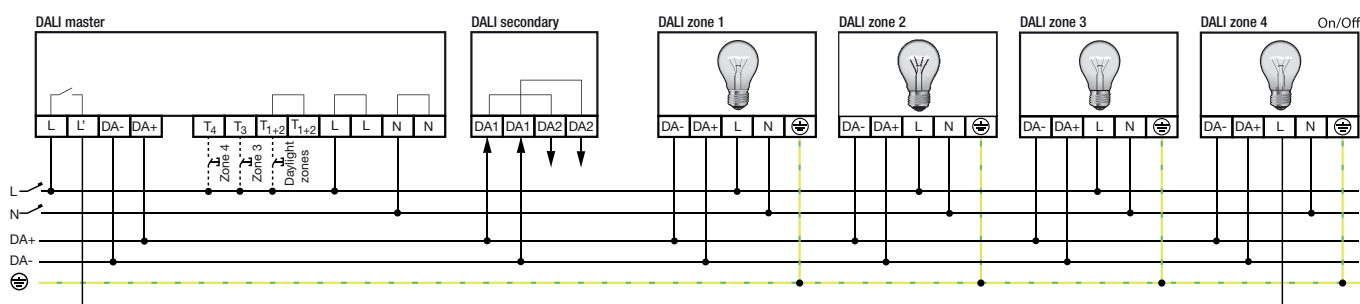 DALI master DALI secondary DALI zone 1 DALI zone 2 DALI zone 3 DALI zone 4 On/Off
L L' DA- DA+ T4 T3 T1+2 T1+2 L L N N DA1 DA1 DA2 DA2 DA- DA+ L N DA- DA+ L N DA- DA+ L N DA- DA+ L N
Zone 4
Zone 3
Daylight
zones
L
N
DA+
DA-